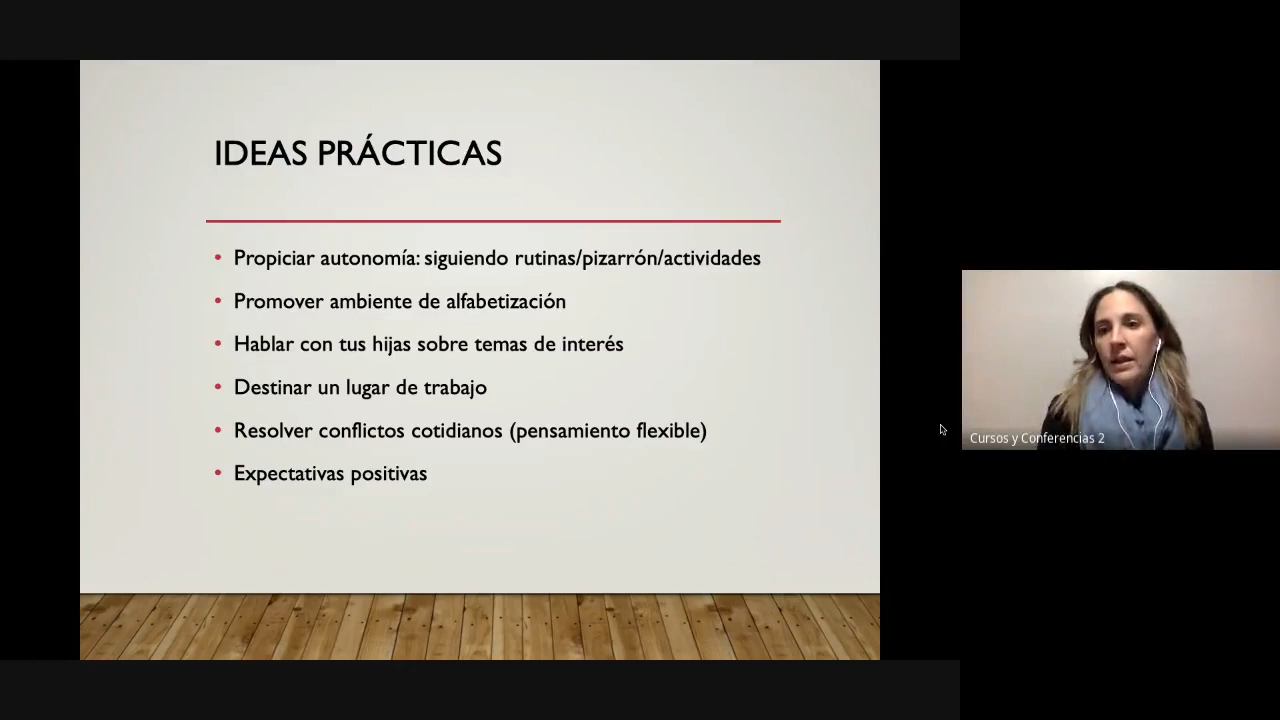 IDEAS PRÁCTICAS
• Propiciar autonomía: siguiendo rutinas/pizarrón/actividades
• Promover ambiente de alfabetización
• Hablar con tus hijas sobre temas de interés
• Destinar un lugar de trabajo
• Resolver conflictos cotidianos (pensamiento flexible)
• Expectativas positivas
Cursos y Conferencias 2